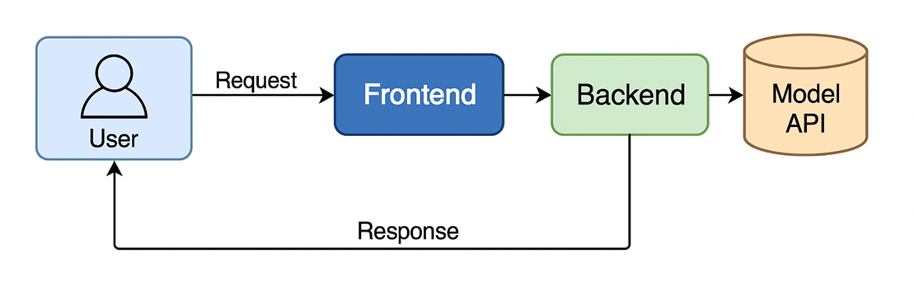 User
Request
Frontend
Backend
Model
API
Response